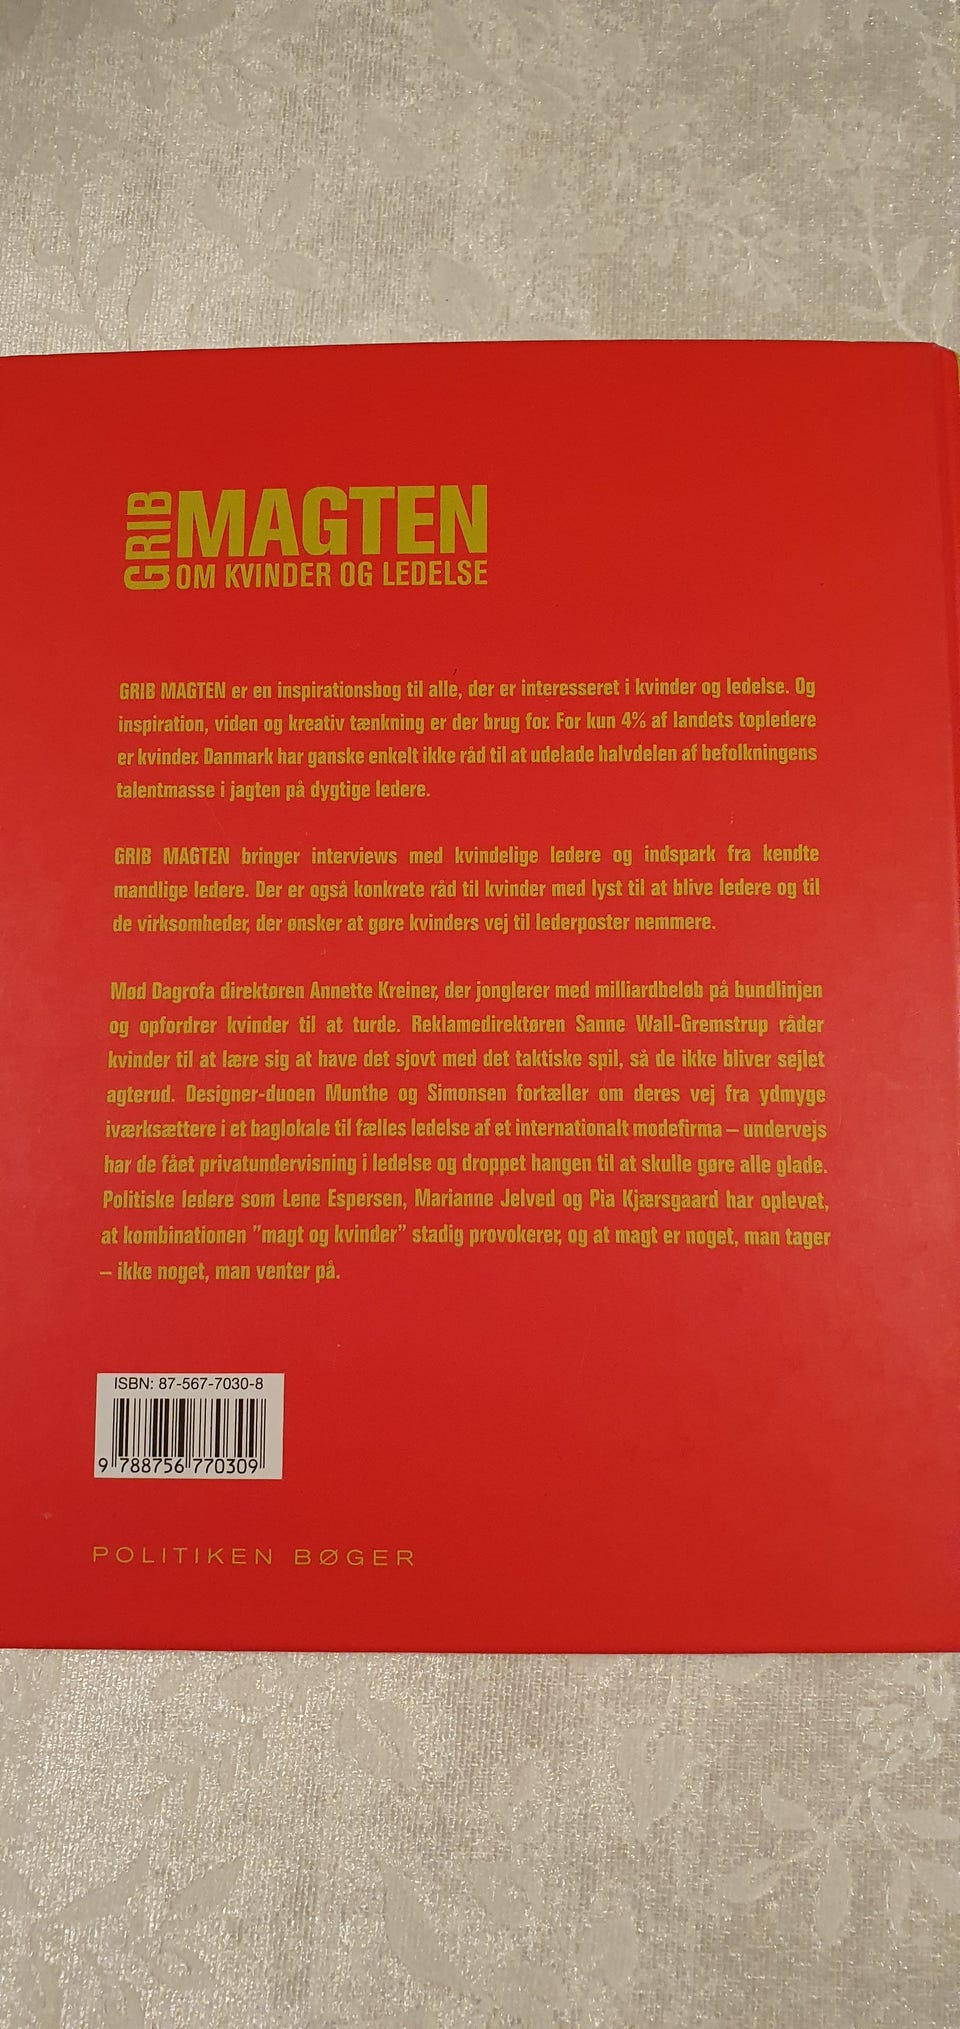 GRIB MAGTEN
OM KVINDER OG LEDELSE
GRIB MAGTEN er en inspirationsbog til alle, der er interesseret i kvinder og ledelse. Og
inspiration, viden og kreativ tænkning er der brug for. For kun 4% af landets topledere
er kvinder. Danmark har ganske enkelt ikke råd til at udelade halvdelen af befolkningens
talentmasse i jagten på dygtige ledere.
GRIB MAGTEN bringer interviews med kvindelige ledere og indspark fra kendte
mandlige ledere. Der er også konkrete råd til kvinder med lyst til at blive ledere og til
de virksomheder, der ønsker at gøre kvinders vej til lederposter nemmere.
Mød Dagrofa direktøren Annette Kreiner, der jonglerer med milliardbeløb på bundlinjen
og opfordrer kvinder til at turde. Reklamedirektøren Sanne Wall-Gremstrup råder
kvinder til at lære sig at have det sjovt med det taktiske spil, så de ikke bliver sejlet
agterud. Designer-duoen Munthe og Simonsen fortæller om deres vej fra ydmyge
iværksættere i et baglokale til fælles ledelse af et internationalt modefirma – undervejs
har de fået privatundervisning i ledelse og droppet hangen til at skulle gøre alle glade.
Politiske ledere som Lene Espersen, Marianne Jelved og Pia Kjærsgaard har oplevet,
at kombinationen ”magt og kvinder” stadig provokerer, og at magt er noget, man tager
– ikke noget, man venter på.
ISBN: 87-567-7030-8
9 788756 770309
POLITIKEN BØGER